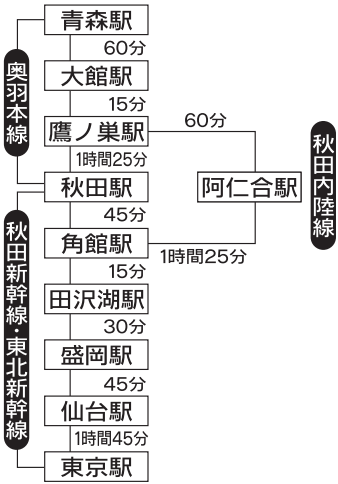 青森駅
60分
大館駅
15分
鷹ノ巣駅
1時間25分
秋田駅
45分
角館駅
15分
田沢湖駅
30分
盛岡駅
45分
仙台駅
1時間45分
東京駅
奥羽本線
秋田新幹線・東北新幹線
60分
阿仁合駅
1時間25分
秋田内陸線